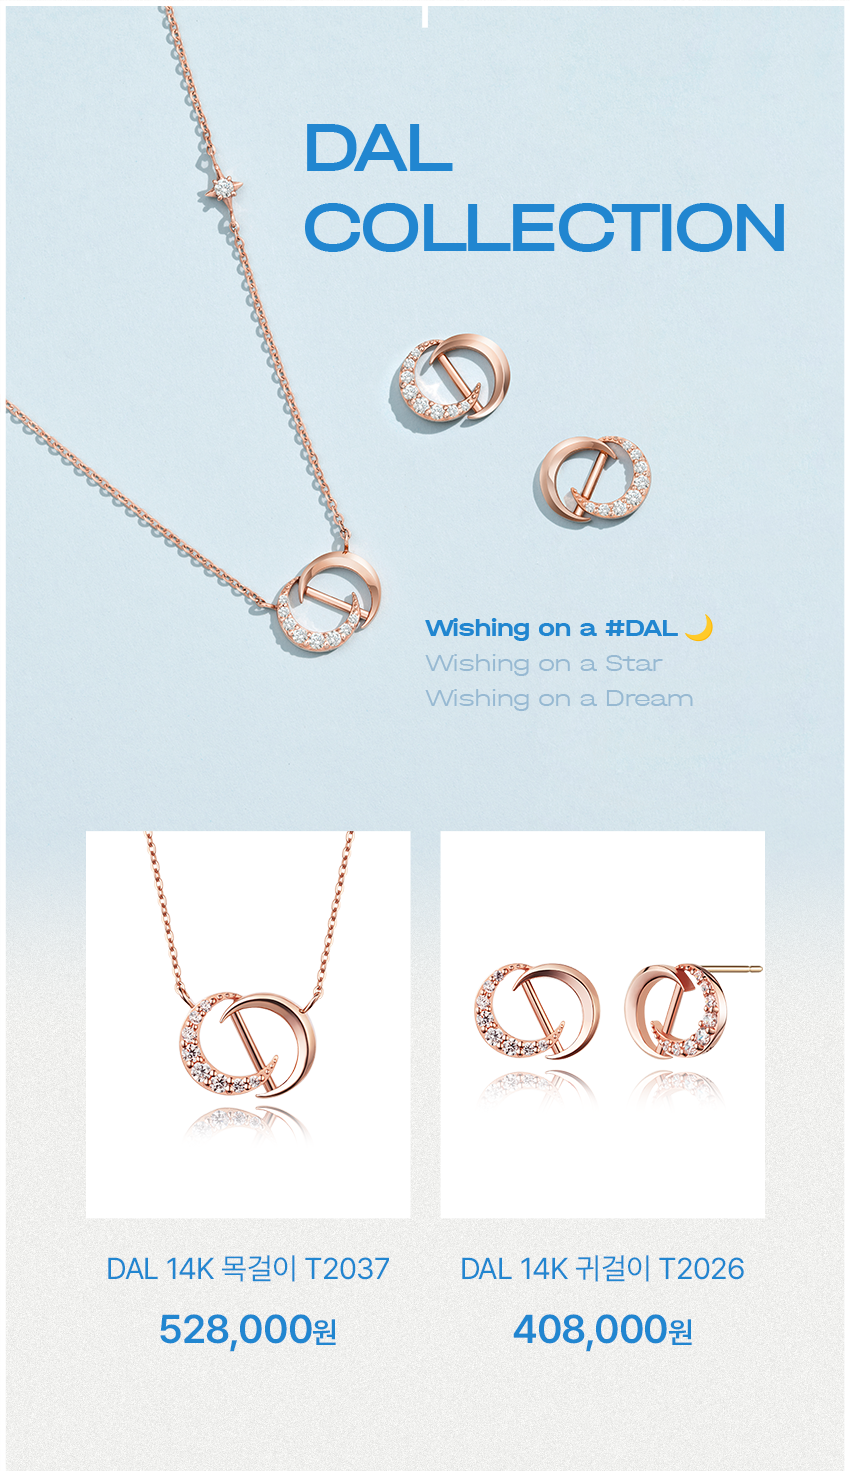 DAL
COLLECTION
Wishing on a #DAL 🌙
Wishing on a Star
Wishing on a Dream
DAL 14K 목걸이 T2037
528,000원
DAL 14K 귀걸이 T2026
408,000원